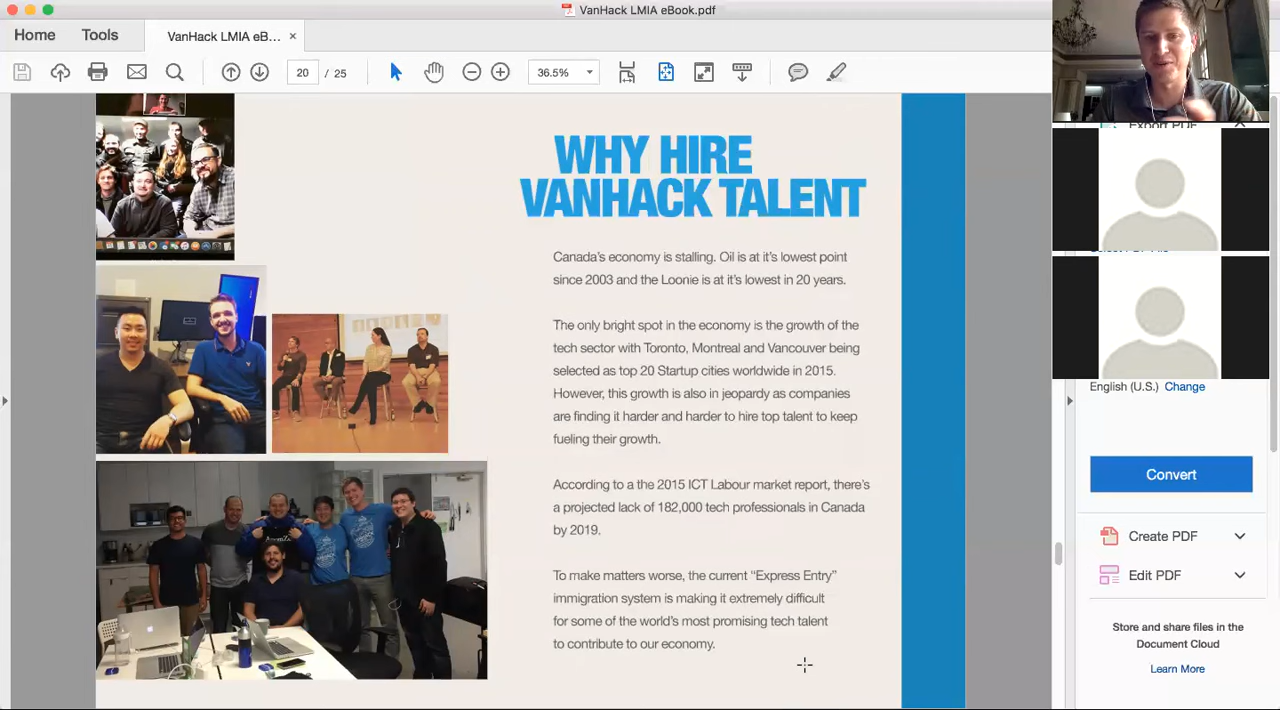 VanHack LMIA eBook.pdf
Home
Tools
VanHack LMIA eB...
×
20 / 25
36.5%
WHY HIRE
VANHACK TALENT
Canada's economy is stalling. Oil is at it's lowest point
since 2003 and the Loonie is at it's lowest in 20 years.
The only bright spot in the economy is the growth of the
tech sector with Toronto, Montreal and Vancouver being
selected as top 20 Startup cities worldwide in 2015.
However, this growth is also in jeopardy as companies
are finding it harder and harder to hire top talent to keep
fueling their growth.
According to a the 2015 ICT Labour market report, there's
a projected lack of 182,000 tech professionals in Canada
by 2019.
To make matters worse, the current “Express Entry”
immigration system is making it extremely difficult
for some of the world's most promising tech talent
to contribute to our economy.
Export PDF
English (U.S.) Change
Convert
Create PDF
Edit PDF
Store and share files in the
Document Cloud
Learn More